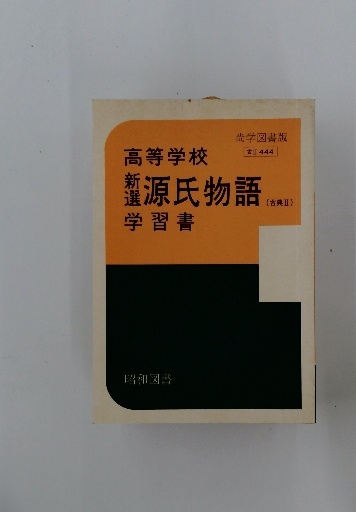 尚学図書版
古Ⅱ444
高等学校
新選源氏物語（古典Ⅱ）
学習書
昭和図書